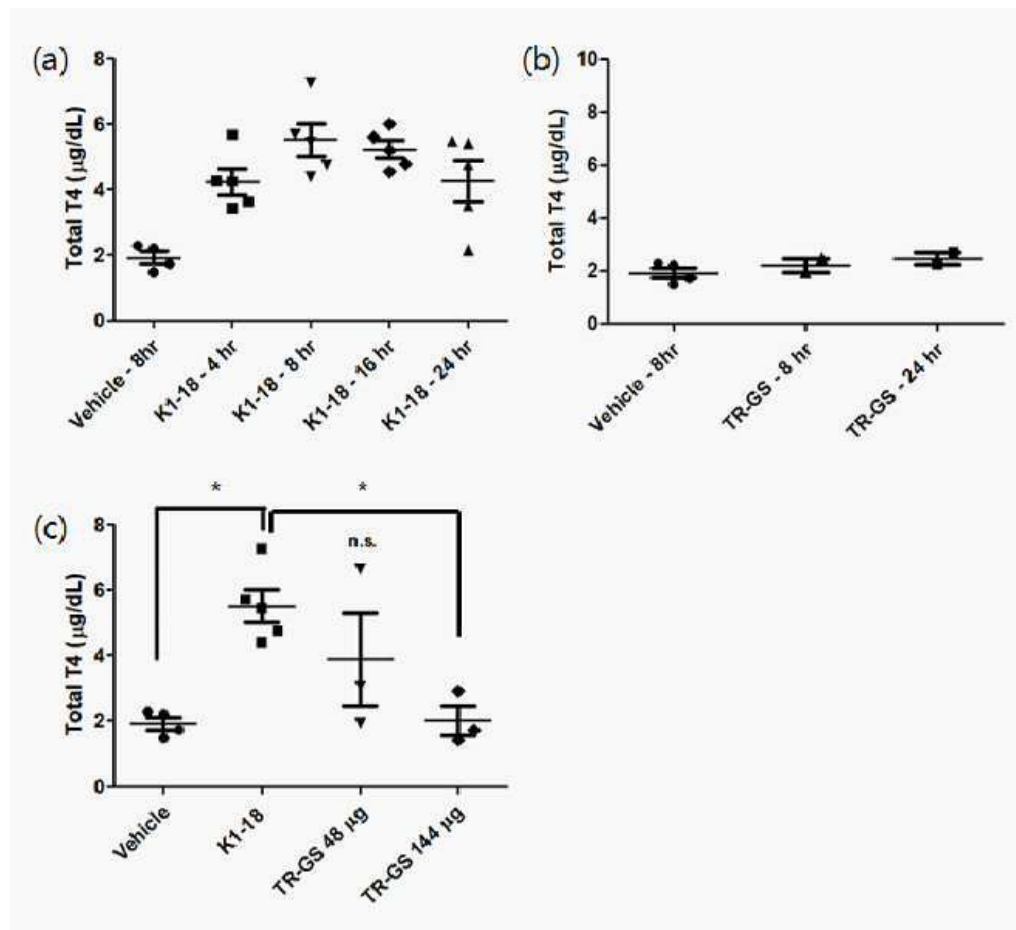 (a)
Total T4 (µg/dL)
8
6
4
2
0
Vehicle - 8hr
K1-18 - 4 hr
K1-18 - 8 hr
K1-18 - 16 hr
K1-18 - 24 hr
(b)
Total T4 (µg/dL)
10
8
6
4
2
0
Vehicle - 8hr
TR-GS - 8 hr
TR-GS - 24 hr
(c)
Total T4 (µg/dL)
8
6
4
2
0
*
*
n.s.
Vehicle
K1-18
TR-GS 48 µg
TR-GS 144 µg